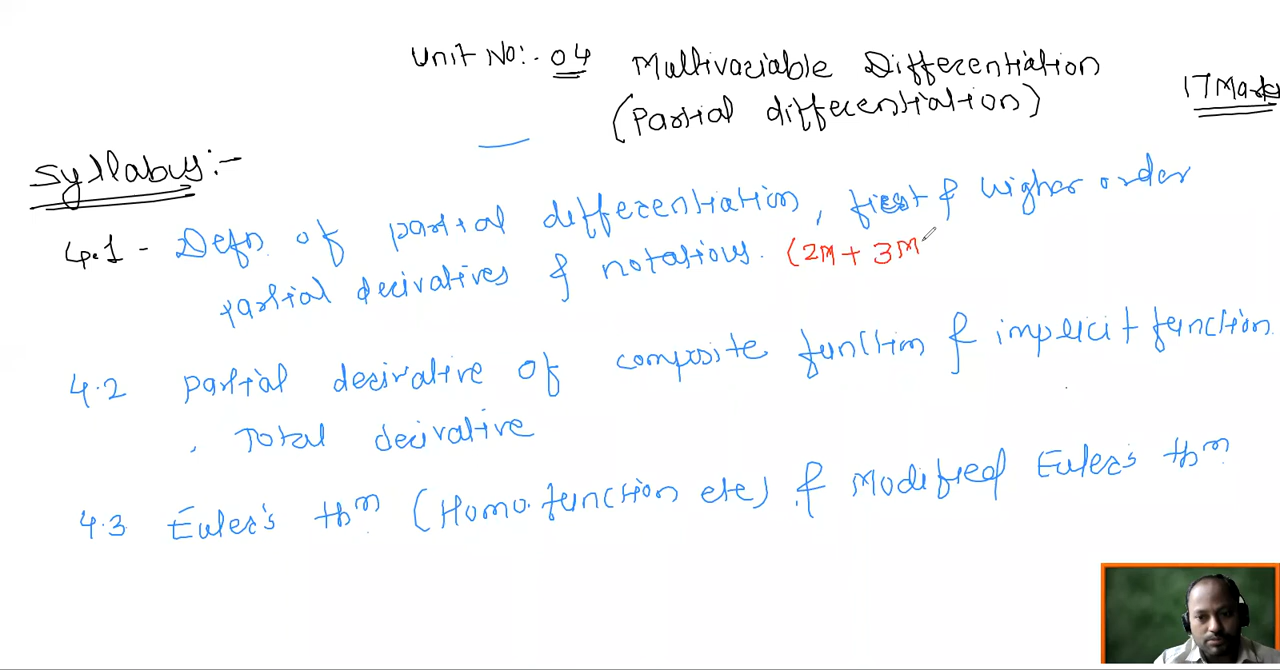 Unit No:- 04 Multivariable Differentiation
(Partial differentiation)
17 Marks
Syllabus:-
4.1 - Defn of partial differentiation, first & higher order
partial derivatives & notations. (2M + 3M
4.2 partial derivative of composite function & implicit function
, Total derivative
4.3 Euler's thm (Homo. function etc) & Modified Euler's thm